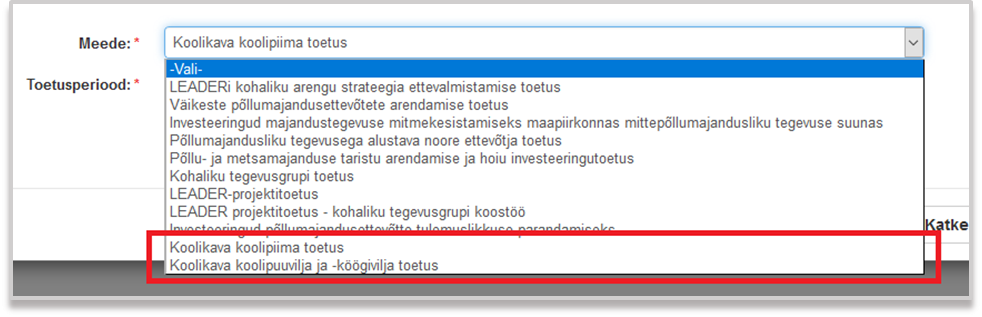 Meede: * Koolikava koolipiima toetus
-Vali-
Toetusperiood: * LEADERi kohaliku arengu strateegia ettevalmistamise toetus
Väikeste põllumajandusettevõtete arendamise toetus
Investeeringud majandustegevuse mitmekesistamiseks maapiirkonnas mittepõllumajandusliku tegevuse suunas
Põllumajandusliku tegevusega alustava noore ettevõtja toetus
Põllu- ja metsamajanduse taristu arendamise ja hoiu investeeringutoetus
Kohaliku tegevusgrupi toetus
LEADER-projektitoetus
LEADER projektitoetus - kohaliku tegevusgrupi koostöö
Investeeringud põllumajandusettevõtte tulemuslikkuse parandamiseks
Katke
Koolikava koolipiima toetus
Koolikava koolipuuvilja ja -köögivilja toetus